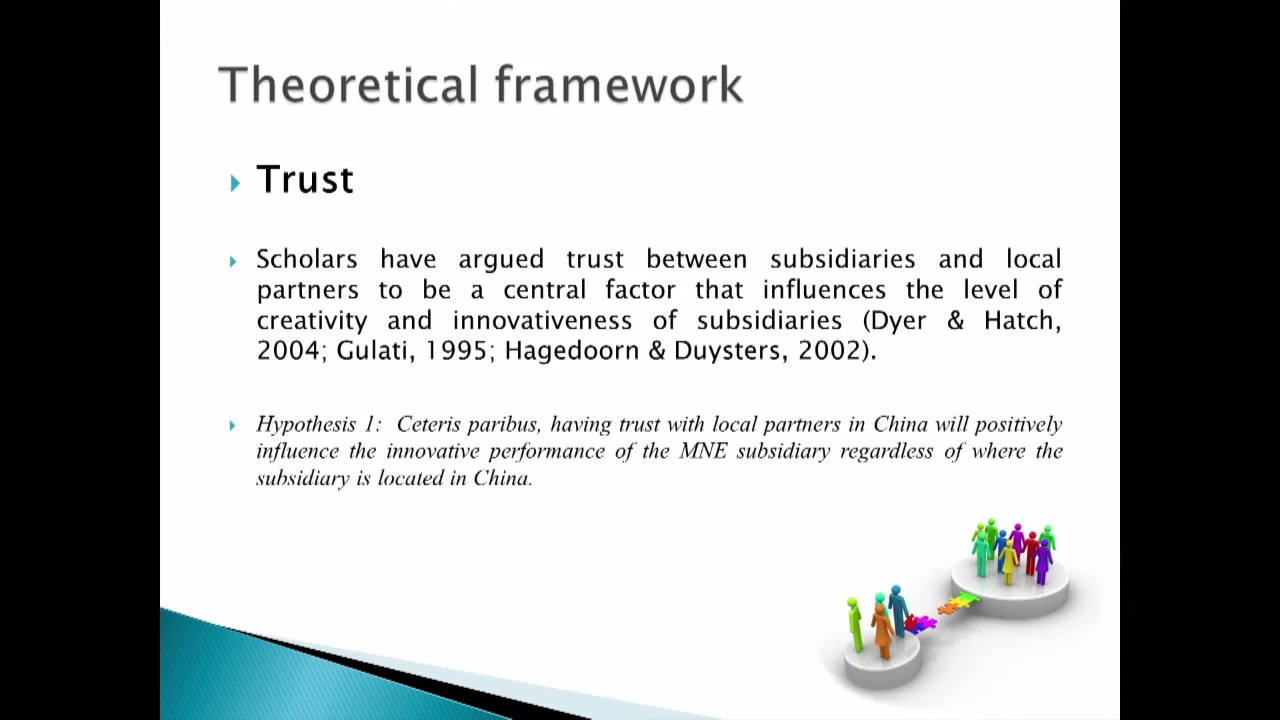 Theoretical framework
Trust
Scholars have argued trust between subsidiaries and local
partners to be a central factor that influences the level of
creativity and innovativeness of subsidiaries (Dyer & Hatch,
2004; Gulati, 1995; Hagedoorn & Duysters, 2002).
Hypothesis 1: Ceteris paribus, having trust with local partners in China will positively
influence the innovative performance of the MNE subsidiary regardless of where the
subsidiary is located in China.